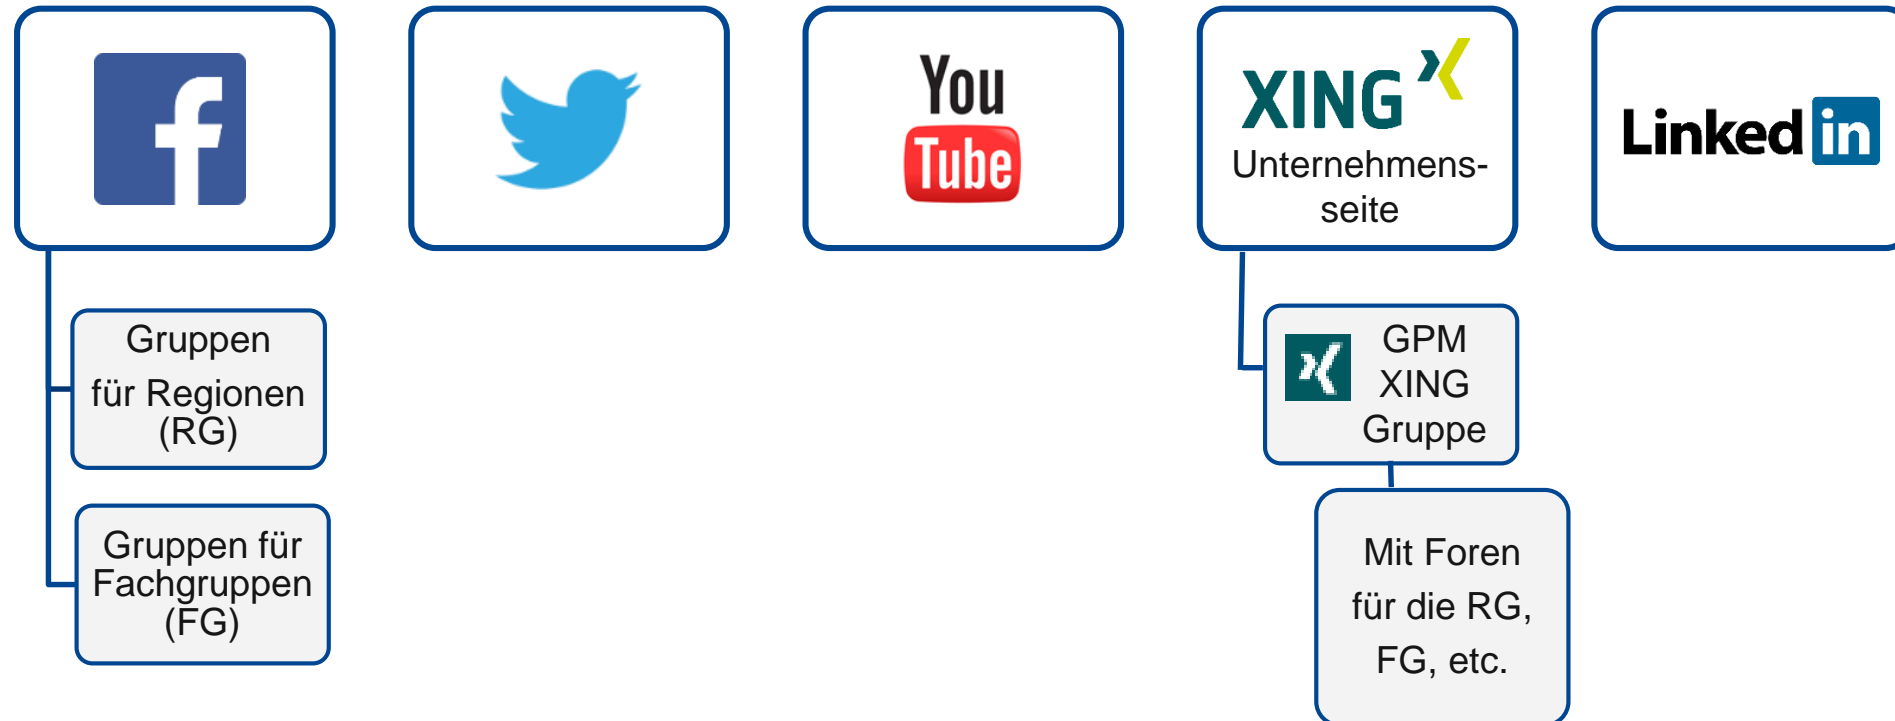 f
You
Tube
XING
Unternehmens-
seite
Linked in
Gruppen
für Regionen
(RG)
Gruppen für
Fachgruppen
(FG)
GPM
XING
Gruppe
Mit Foren
für die RG,
FG, etc.